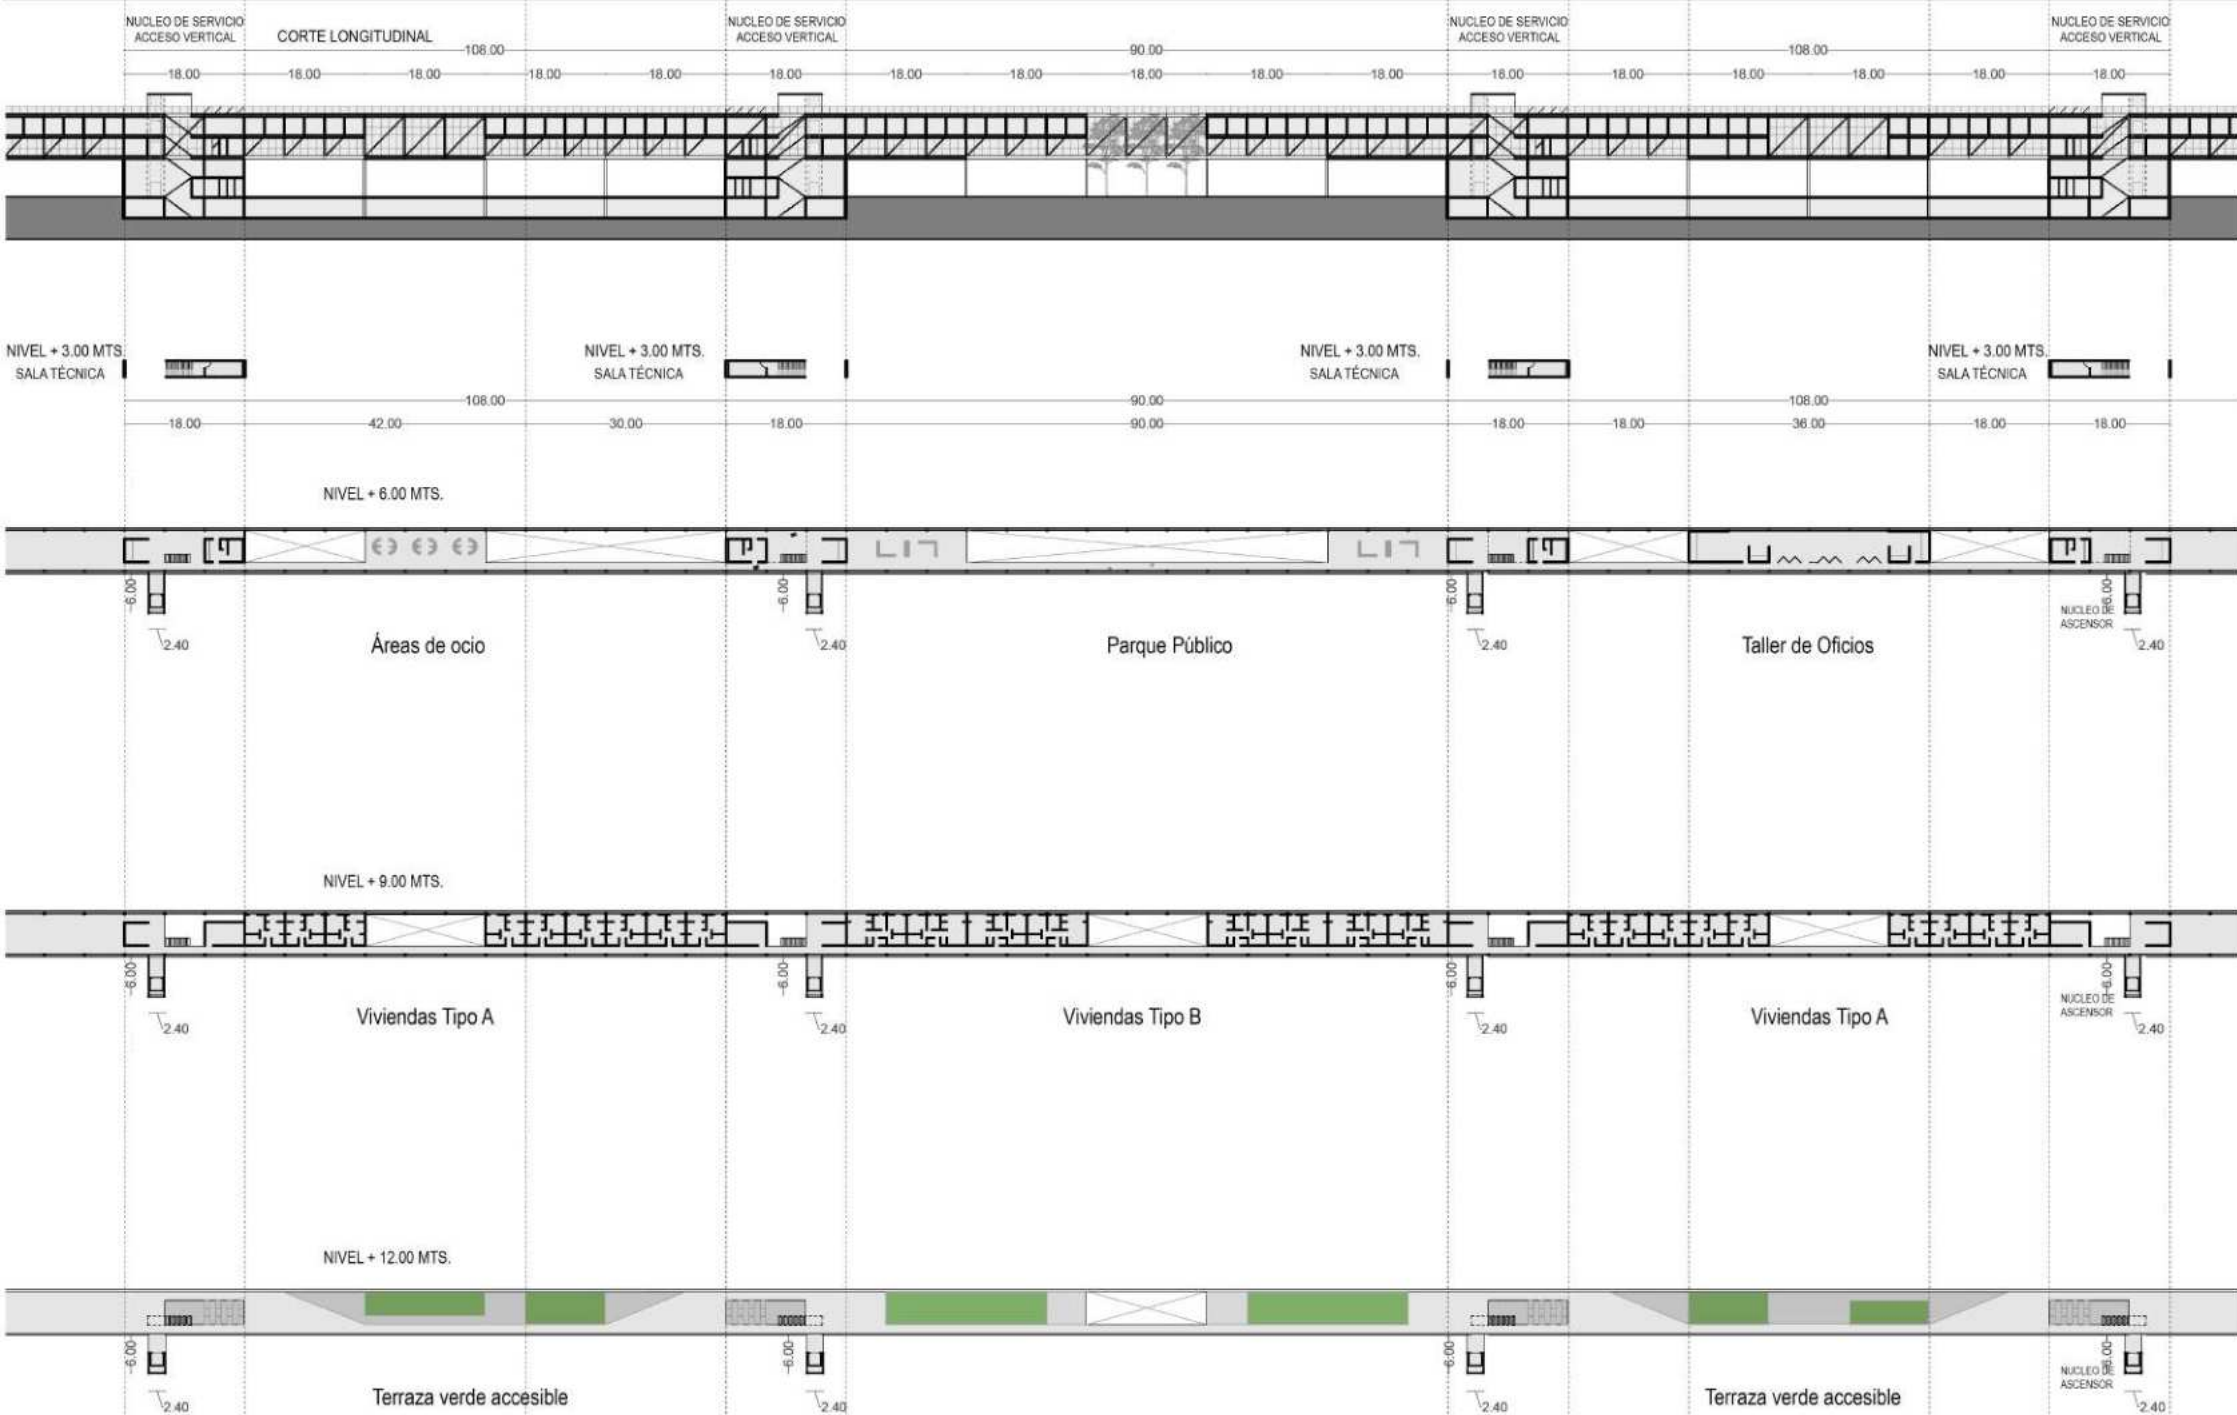 NUCLEO DE SERVICIO NUCLEO DE SERVICIO NUCLEO DE SERVICIO NUCLEO DE SERVICIO
ACCESO VERTICAL CORTE LONGITUDINAL ACCESO VERTICAL ACCESO VERTICAL ACCESO VERTICAL
108.00 90.00 108.00
18.00 18.00 18.00 18.00 18.00 18.00 18.00 18.00 18.00 18.00 18.00 18.00 18.00 18.00 18.00 18.00 18.00
NIVEL + 3.00 MTS. NIVEL + 3.00 MTS. NIVEL + 3.00 MTS. NIVEL + 3.00 MTS.
SALA TÉCNICA SALA TÉCNICA SALA TÉCNICA SALA TÉCNICA
108.00 90.00 108.00
18.00 42.00 30.00 18.00 90.00 18.00 18.00 36.00 18.00 18.00
NIVEL + 6.00 MTS.
6.00 6.00 6.00 6.00
NUCLEO DE
ASCENSOR
2.40 Áreas de ocio 2.40 Parque Público 2.40 Taller de Oficios 2.40
NIVEL + 9.00 MTS.
6.00 6.00 6.00 6.00
NUCLEO DE
ASCENSOR
Viviendas Tipo A Viviendas Tipo B Viviendas Tipo A
2.40 2.40 2.40 2.40
NIVEL + 12.00 MTS.
6.00 6.00 6.00 6.00
NUCLEO DE
ASCENSOR
Terraza verde accesible Terraza verde accesible
2.40 2.40 2.40 2.40